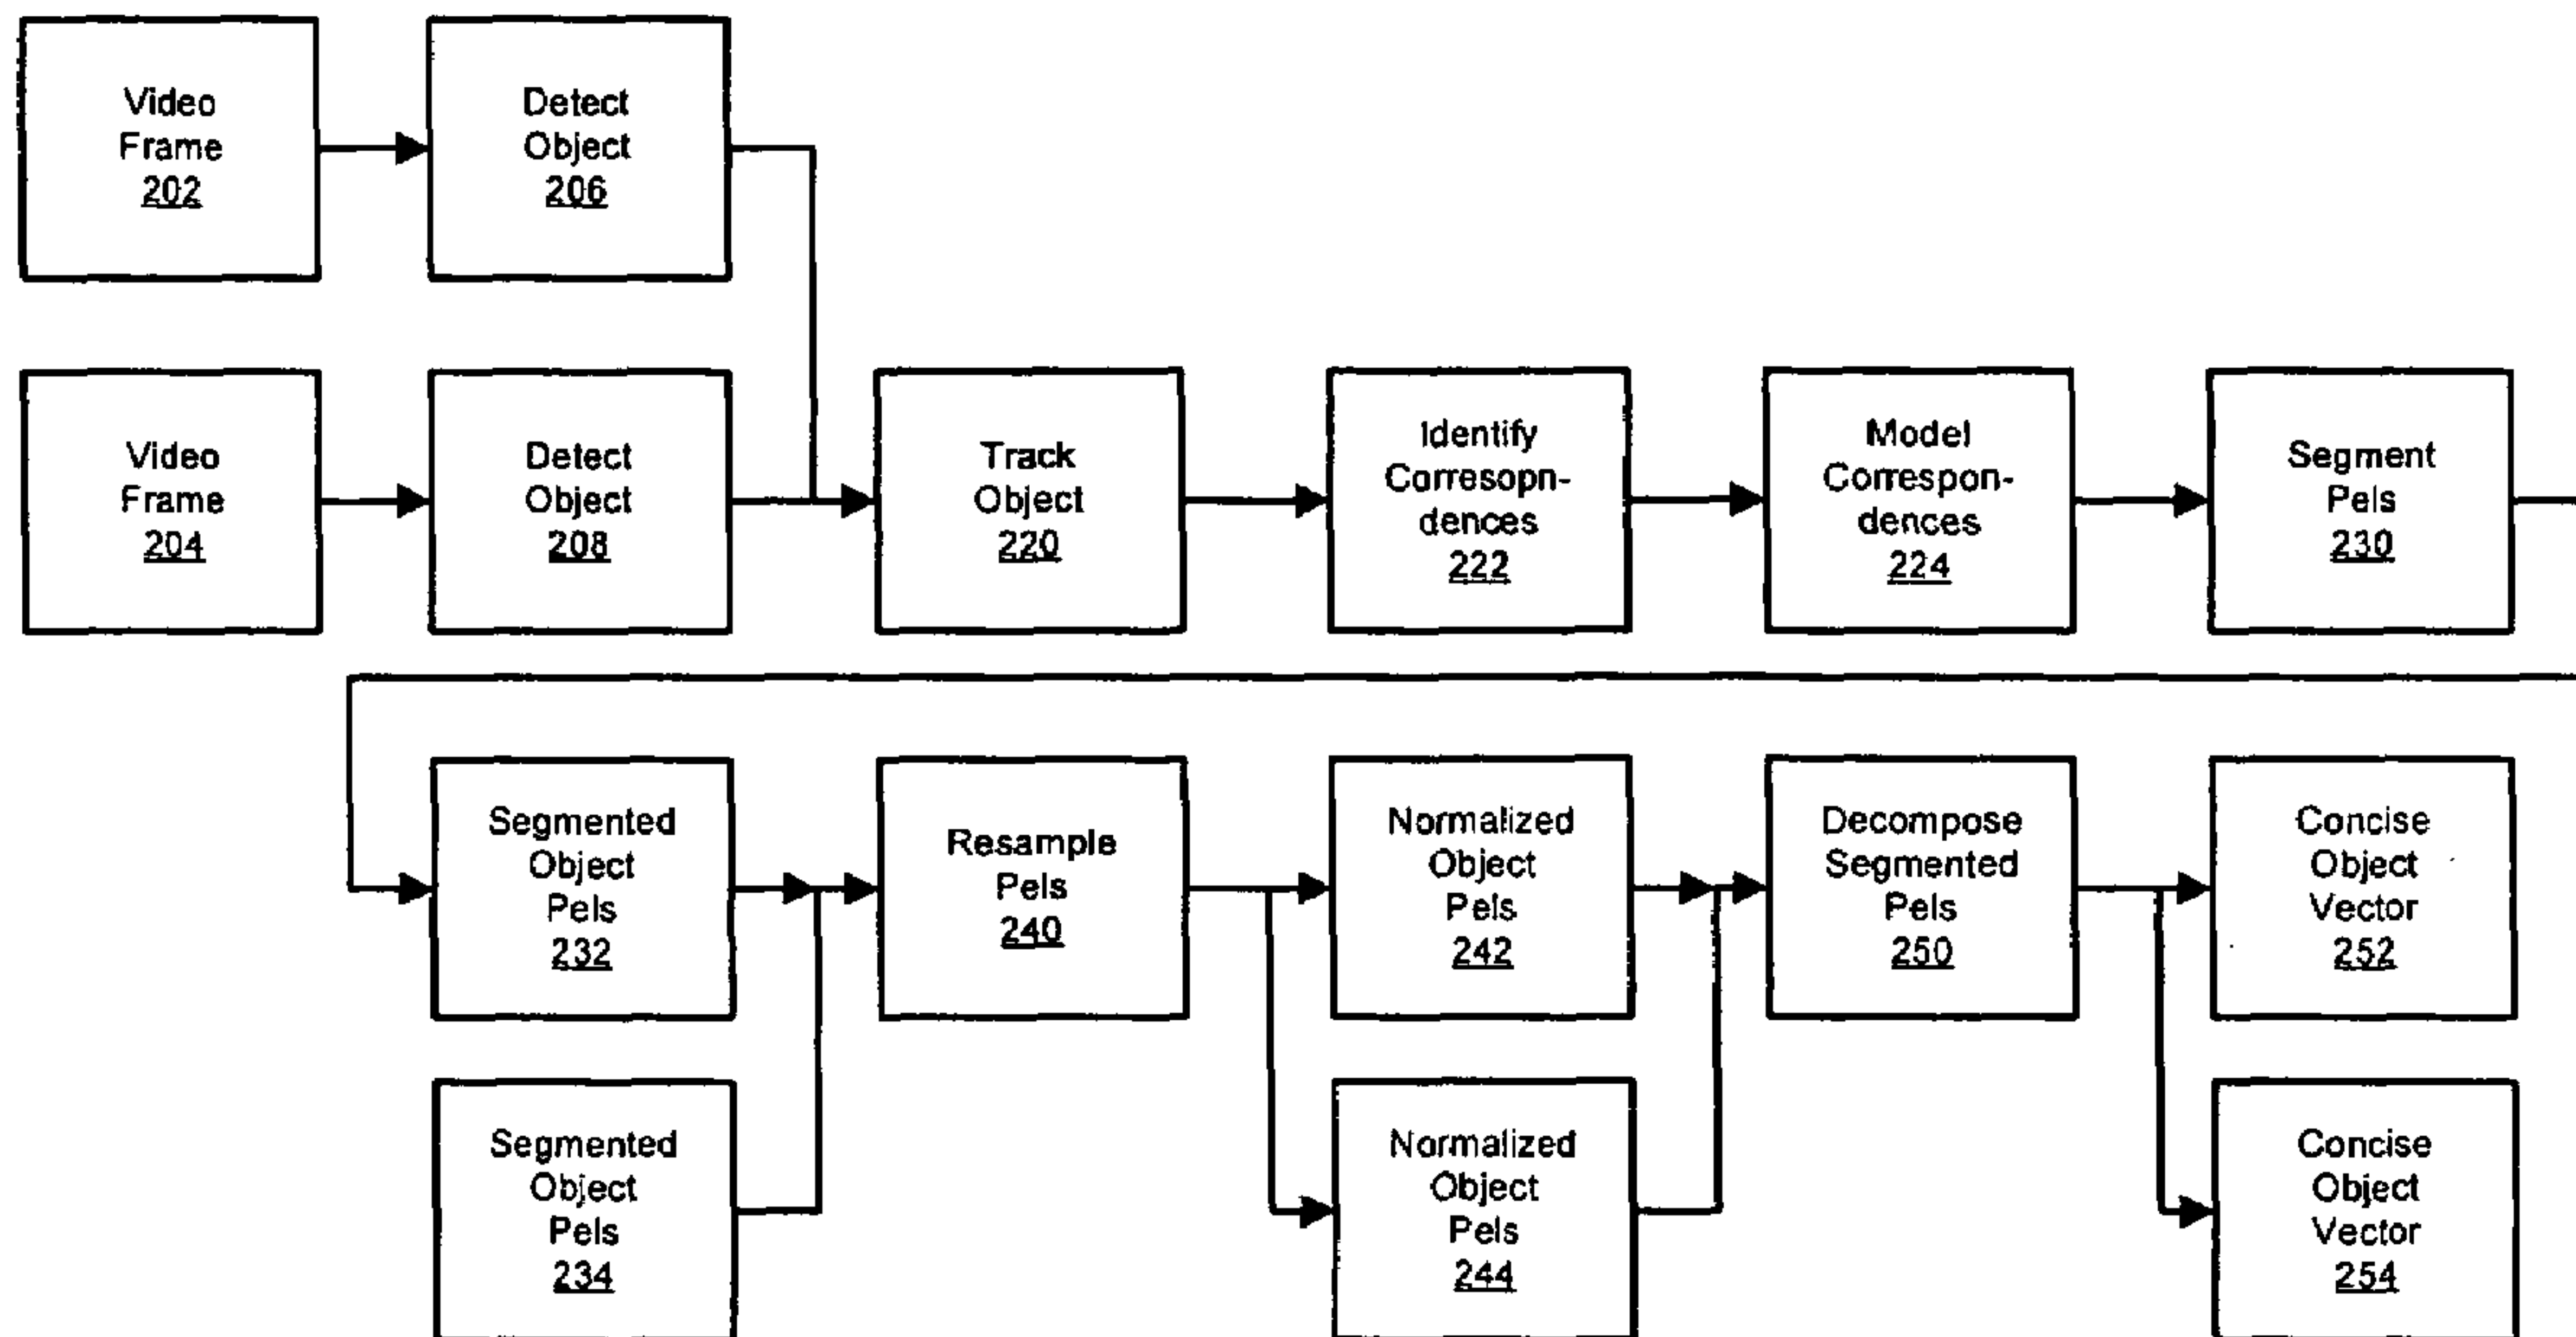 Video
Frame
202
Detect
Object
206
Video
Frame
204
Detect
Object
208
Track
Object
220
Identify
Corresopn-
dences
222
Model
Correspon-
dences
224
Segment
Pels
230
Segmented
Object
Pels
232
Resample
Pels
240
Normalized
Object
Pels
242
Decompose
Segmented
Pels
250
Concise
Object
Vector
252
Segmented
Object
Pels
234
Normalized
Object
Pels
244
Concise
Object
Vector
254